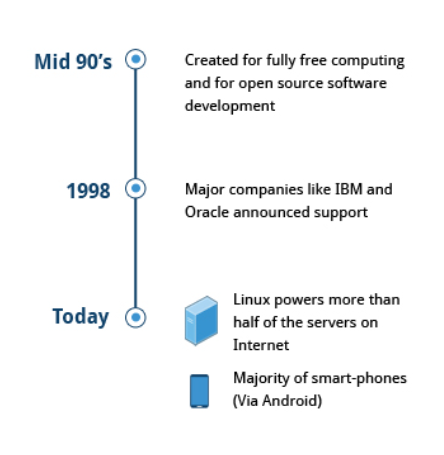 Mid 90's
Created for fully free computing
and for open source software
development
1998
Major companies like IBM and
Oracle announced support
Today
Linux powers more than
half of the servers on
Internet
Majority of smart-phones
(Via Android)